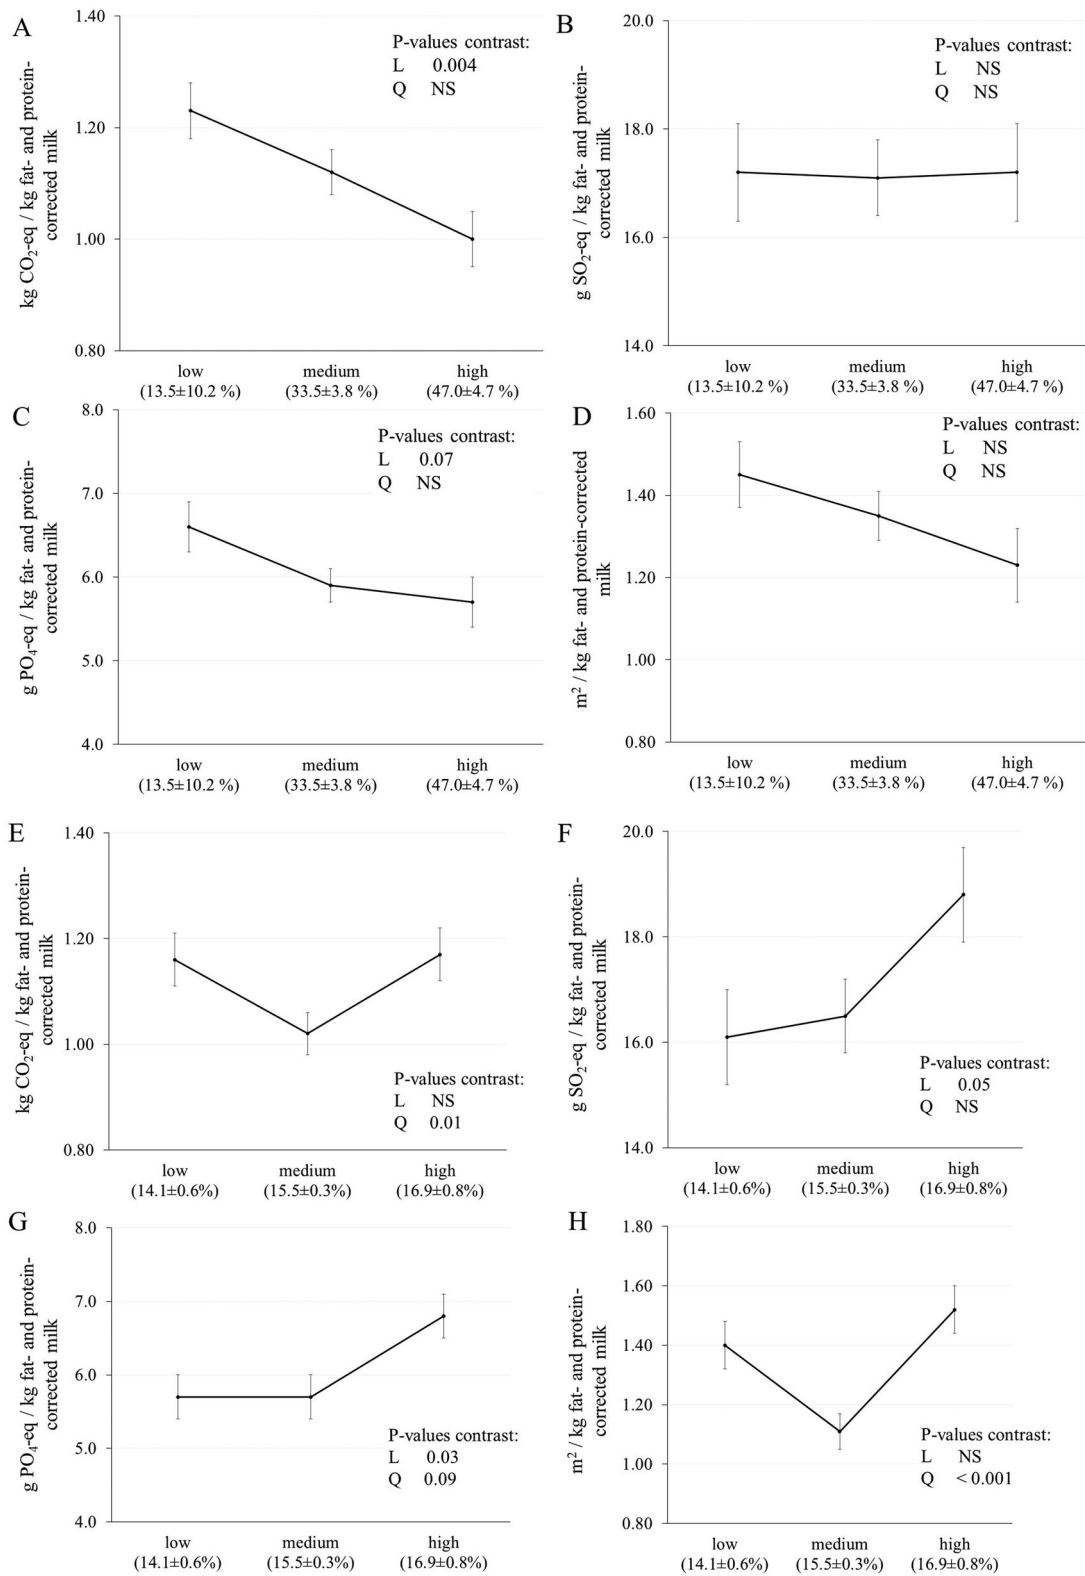 A
kg CO₂-eq / kg fat- and protein-
corrected milk
1.40
1.20
1.00
0.80
P-values contrast:
L 0.004
Q NS
low
(13.5±10.2 %)
medium
(33.5±3.8 %)
high
(47.0±4.7 %)
B
g SO₂-eq / kg fat- and protein-
corrected milk
20.0
18.0
16.0
14.0
P-values contrast:
L NS
Q NS
low
(13.5±10.2 %)
medium
(33.5±3.8 %)
high
(47.0±4.7 %)
C
g PO₄-eq / kg fat- and protein-
corrected milk
8.0
7.0
6.0
5.0
4.0
P-values contrast:
L 0.07
Q NS
low
(13.5±10.2 %)
medium
(33.5±3.8 %)
high
(47.0±4.7 %)
D
m² / kg fat- and protein-corrected
milk
1.60
1.40
1.20
1.00
0.80
P-values contrast:
L NS
Q NS
low
(13.5±10.2 %)
medium
(33.5±3.8 %)
high
(47.0±4.7 %)
E
kg CO₂-eq / kg fat- and protein-
corrected milk
1.40
1.20
1.00
0.80
P-values contrast:
L NS
Q 0.01
low
(14.1±0.6%)
medium
(15.5±0.3%)
high
(16.9±0.8%)
F
g SO₂-eq / kg fat- and protein-
corrected milk
20.0
18.0
16.0
14.0
P-values contrast:
L 0.05
Q NS
low
(14.1±0.6%)
medium
(15.5±0.3%)
high
(16.9±0.8%)
G
g PO₄-eq / kg fat- and protein-
corrected milk
8.0
7.0
6.0
5.0
4.0
P-values contrast:
L 0.03
Q 0.09
low
(14.1±0.6%)
medium
(15.5±0.3%)
high
(16.9±0.8%)
H
m² / kg fat- and protein-
corrected milk
1.80
1.60
1.40
1.20
1.00
0.80
P-values contrast:
L NS
Q < 0.001
low
(14.1±0.6%)
medium
(15.5±0.3%)
high
(16.9±0.8%)